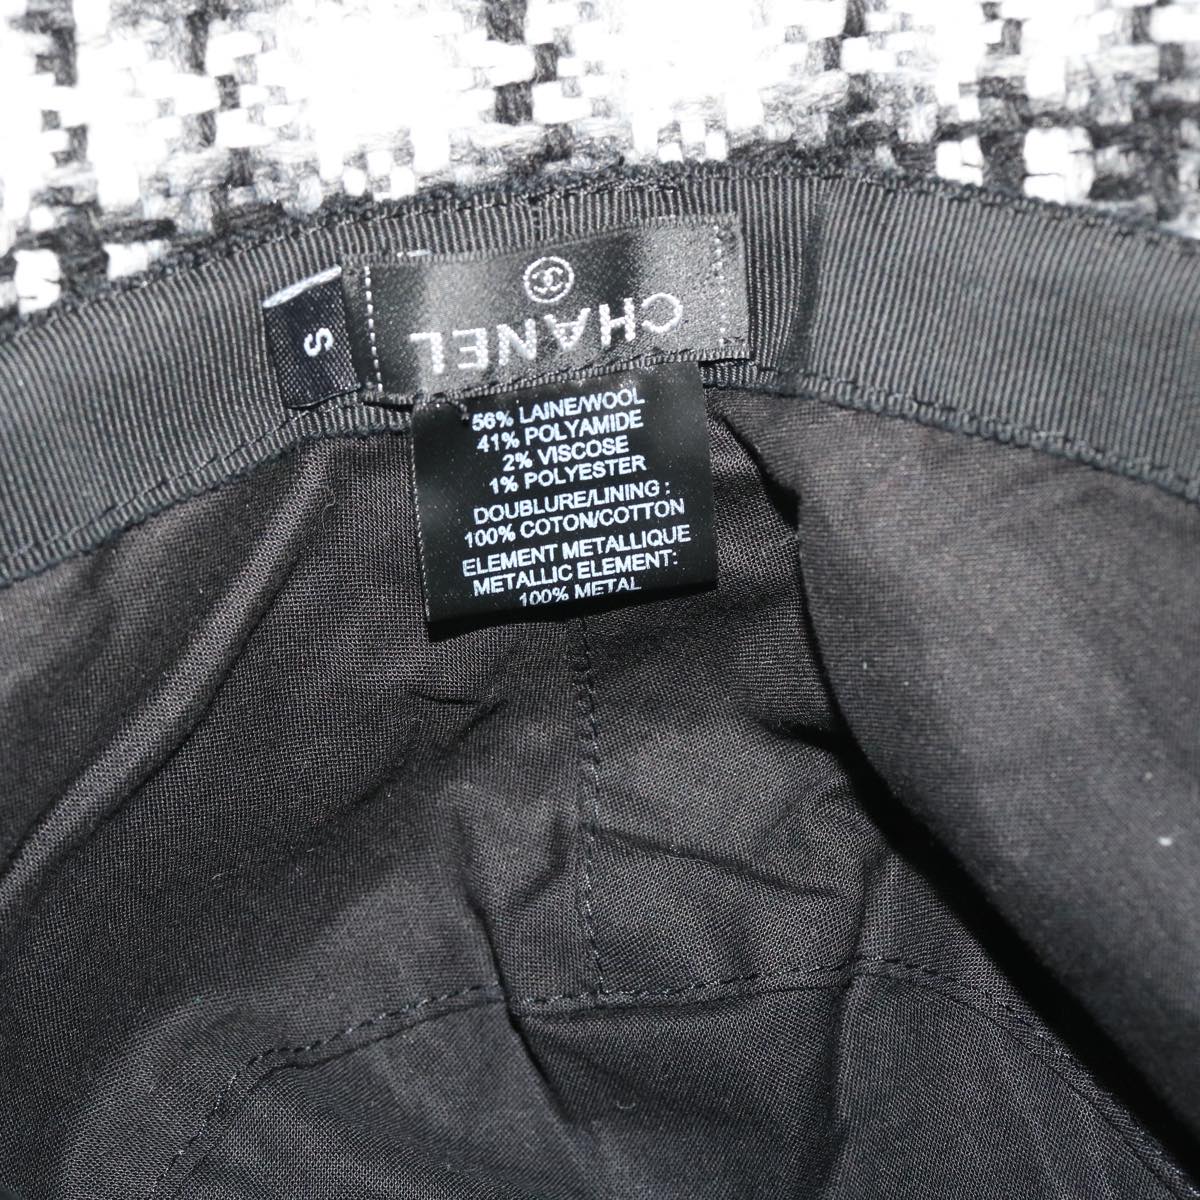 S
CHANEL
56% LAINE/WOOL
41% POLYAMIDE
2% VISCOSE
1% POLYESTER
DOUBLURE/LINING :
100% COTON/COTTON
ELEMENT METALLIQUE
METALLIC ELEMENT:
100% METAL